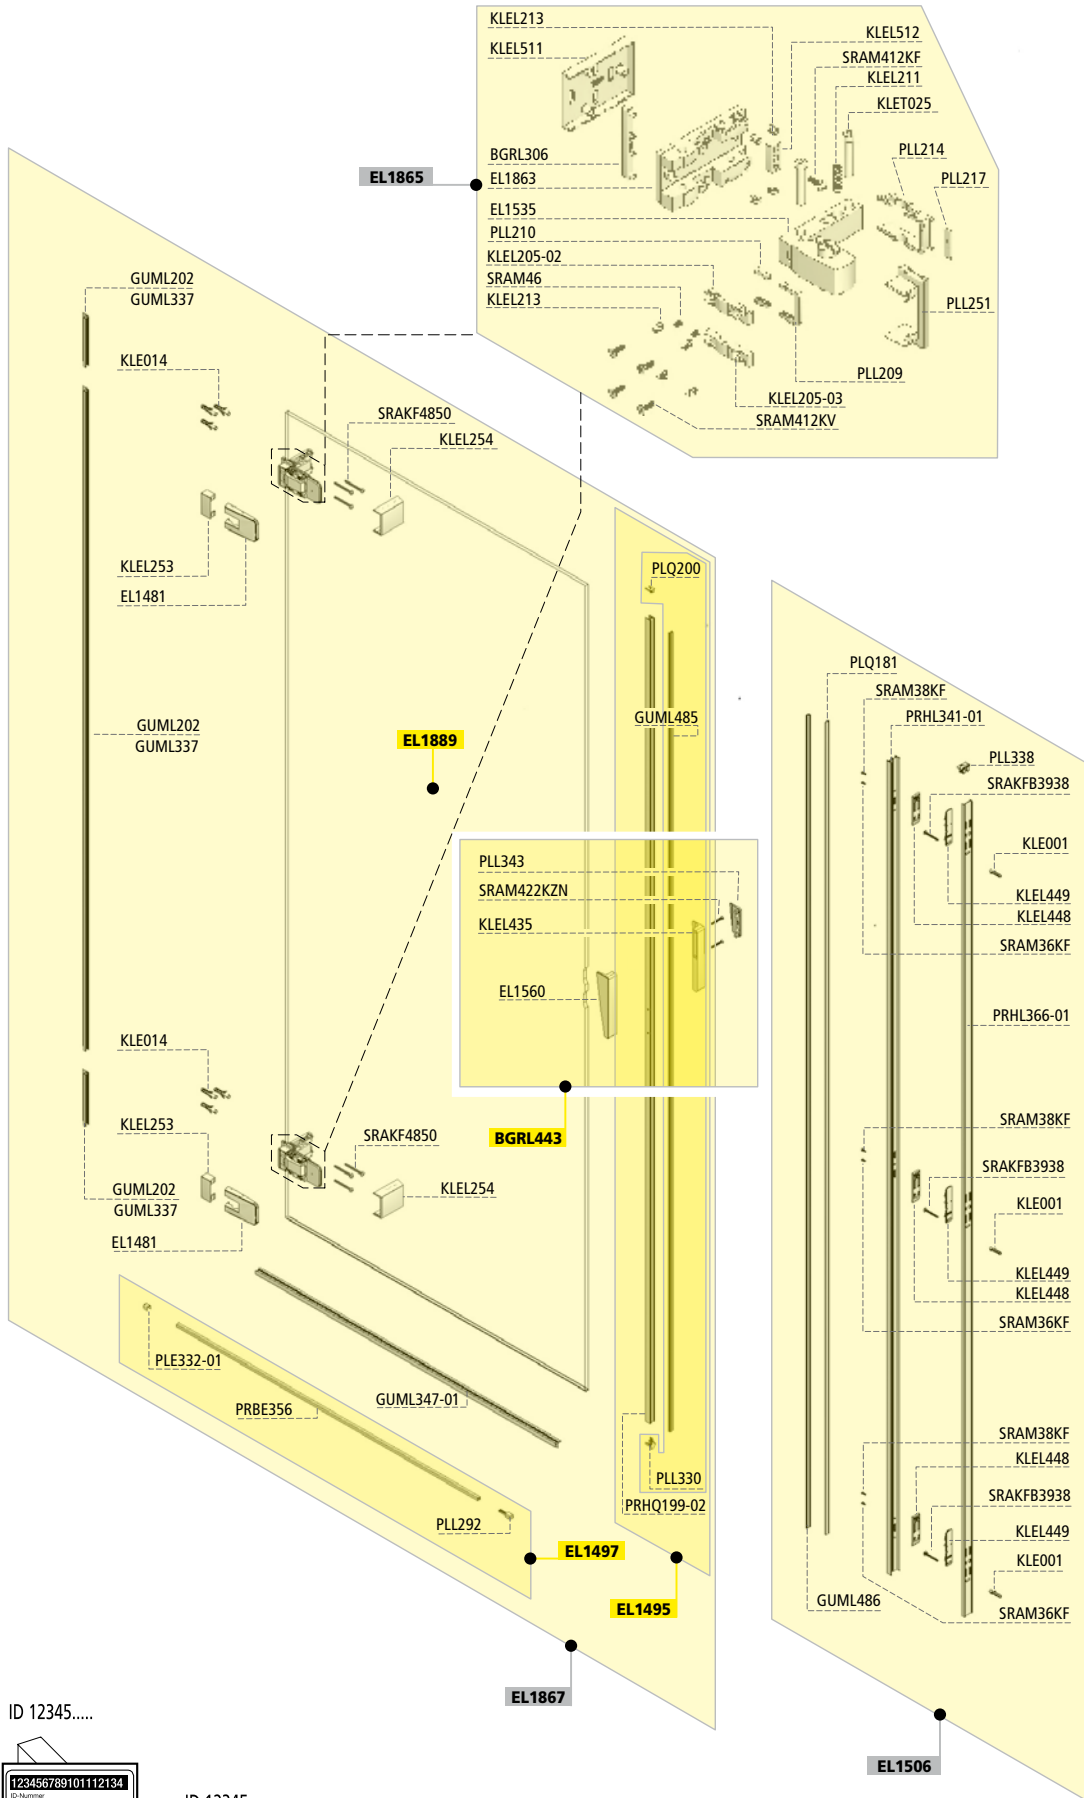 KLEL213
KLEL512
KLEL511
SRAM412KF
KLEL211
KLET025
PLL214
BGRL306
PLL217
EL1865
EL1863
EL1535
PLL210
KLEL205-02
SRAM46
KLEL213
PLL251
PLL209
KLEL205-03
SRAM412KV
GUML202
GUML337
KLE014
SRAKF4850
KLEL254
KLEL253
EL1481
PLQ200
PLQ181
SRAM38KF
GUML485
PRHL341-01
GUML202
GUML337
EL1889
PLL338
SRAKFB3938
KLE001
PLL343
SRAM422KZN
KLEL449
KLEL435
KLEL448
SRAM36KF
EL1560
PRHL366-01
KLE014
KLEL253
SRAKF4850
BGRL443
SRAM38KF
SRAKFB3938
KLEL254
GUML202
GUML337
KLE001
EL1481
KLEL449
KLEL448
SRAM36KF
PLE332-01
GUML347-01
PRBE356
SRAM38KF
KLEL448
PLL330
PRHQ199-02
SRAKFB3938
PLL292
KLEL449
EL1497
KLE001
GUML486
EL1495
SRAM36KF
EL1867
ID 12345.....
EL1506
123456789101112134
ID-Nummer
ID 12345